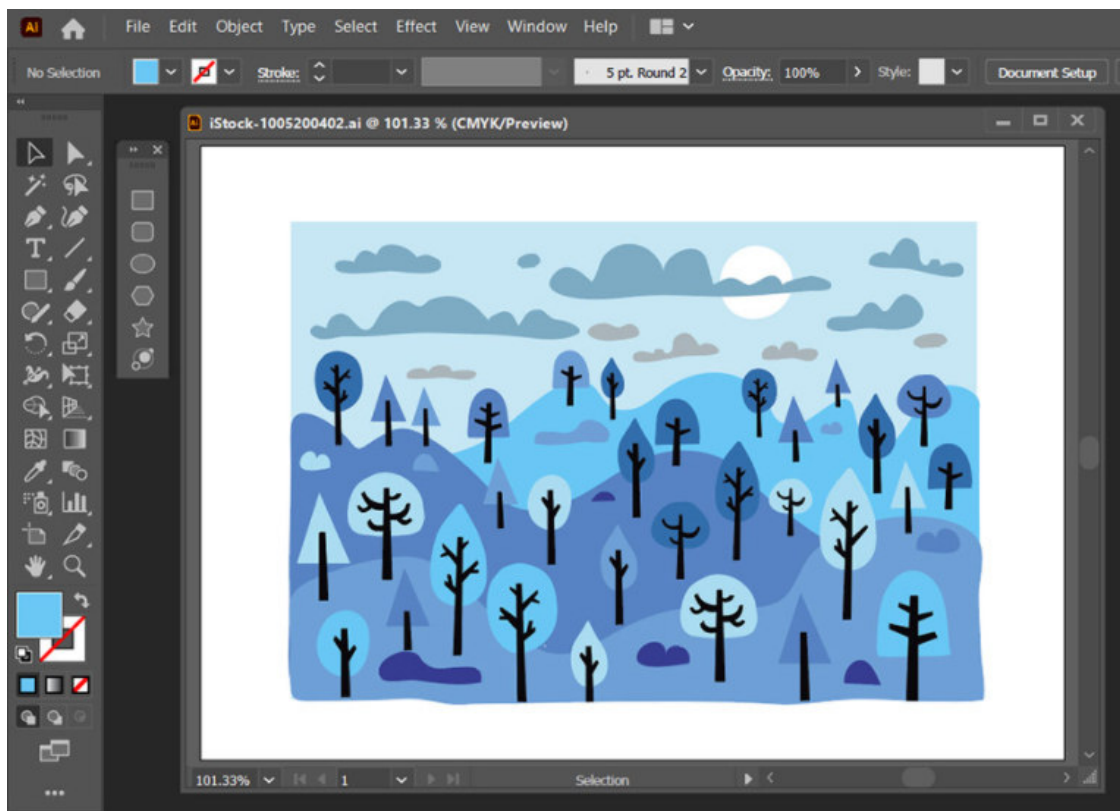 Ai File Edit Object Type Select Effect View Window Help
No Selection Stroke: 5 pt. Round 2 Opacity: 100% Style: Document Setup
Ai iStock-1005200402.ai @ 101.33 % (CMYK/Preview)
T
101.33% 1 Selection